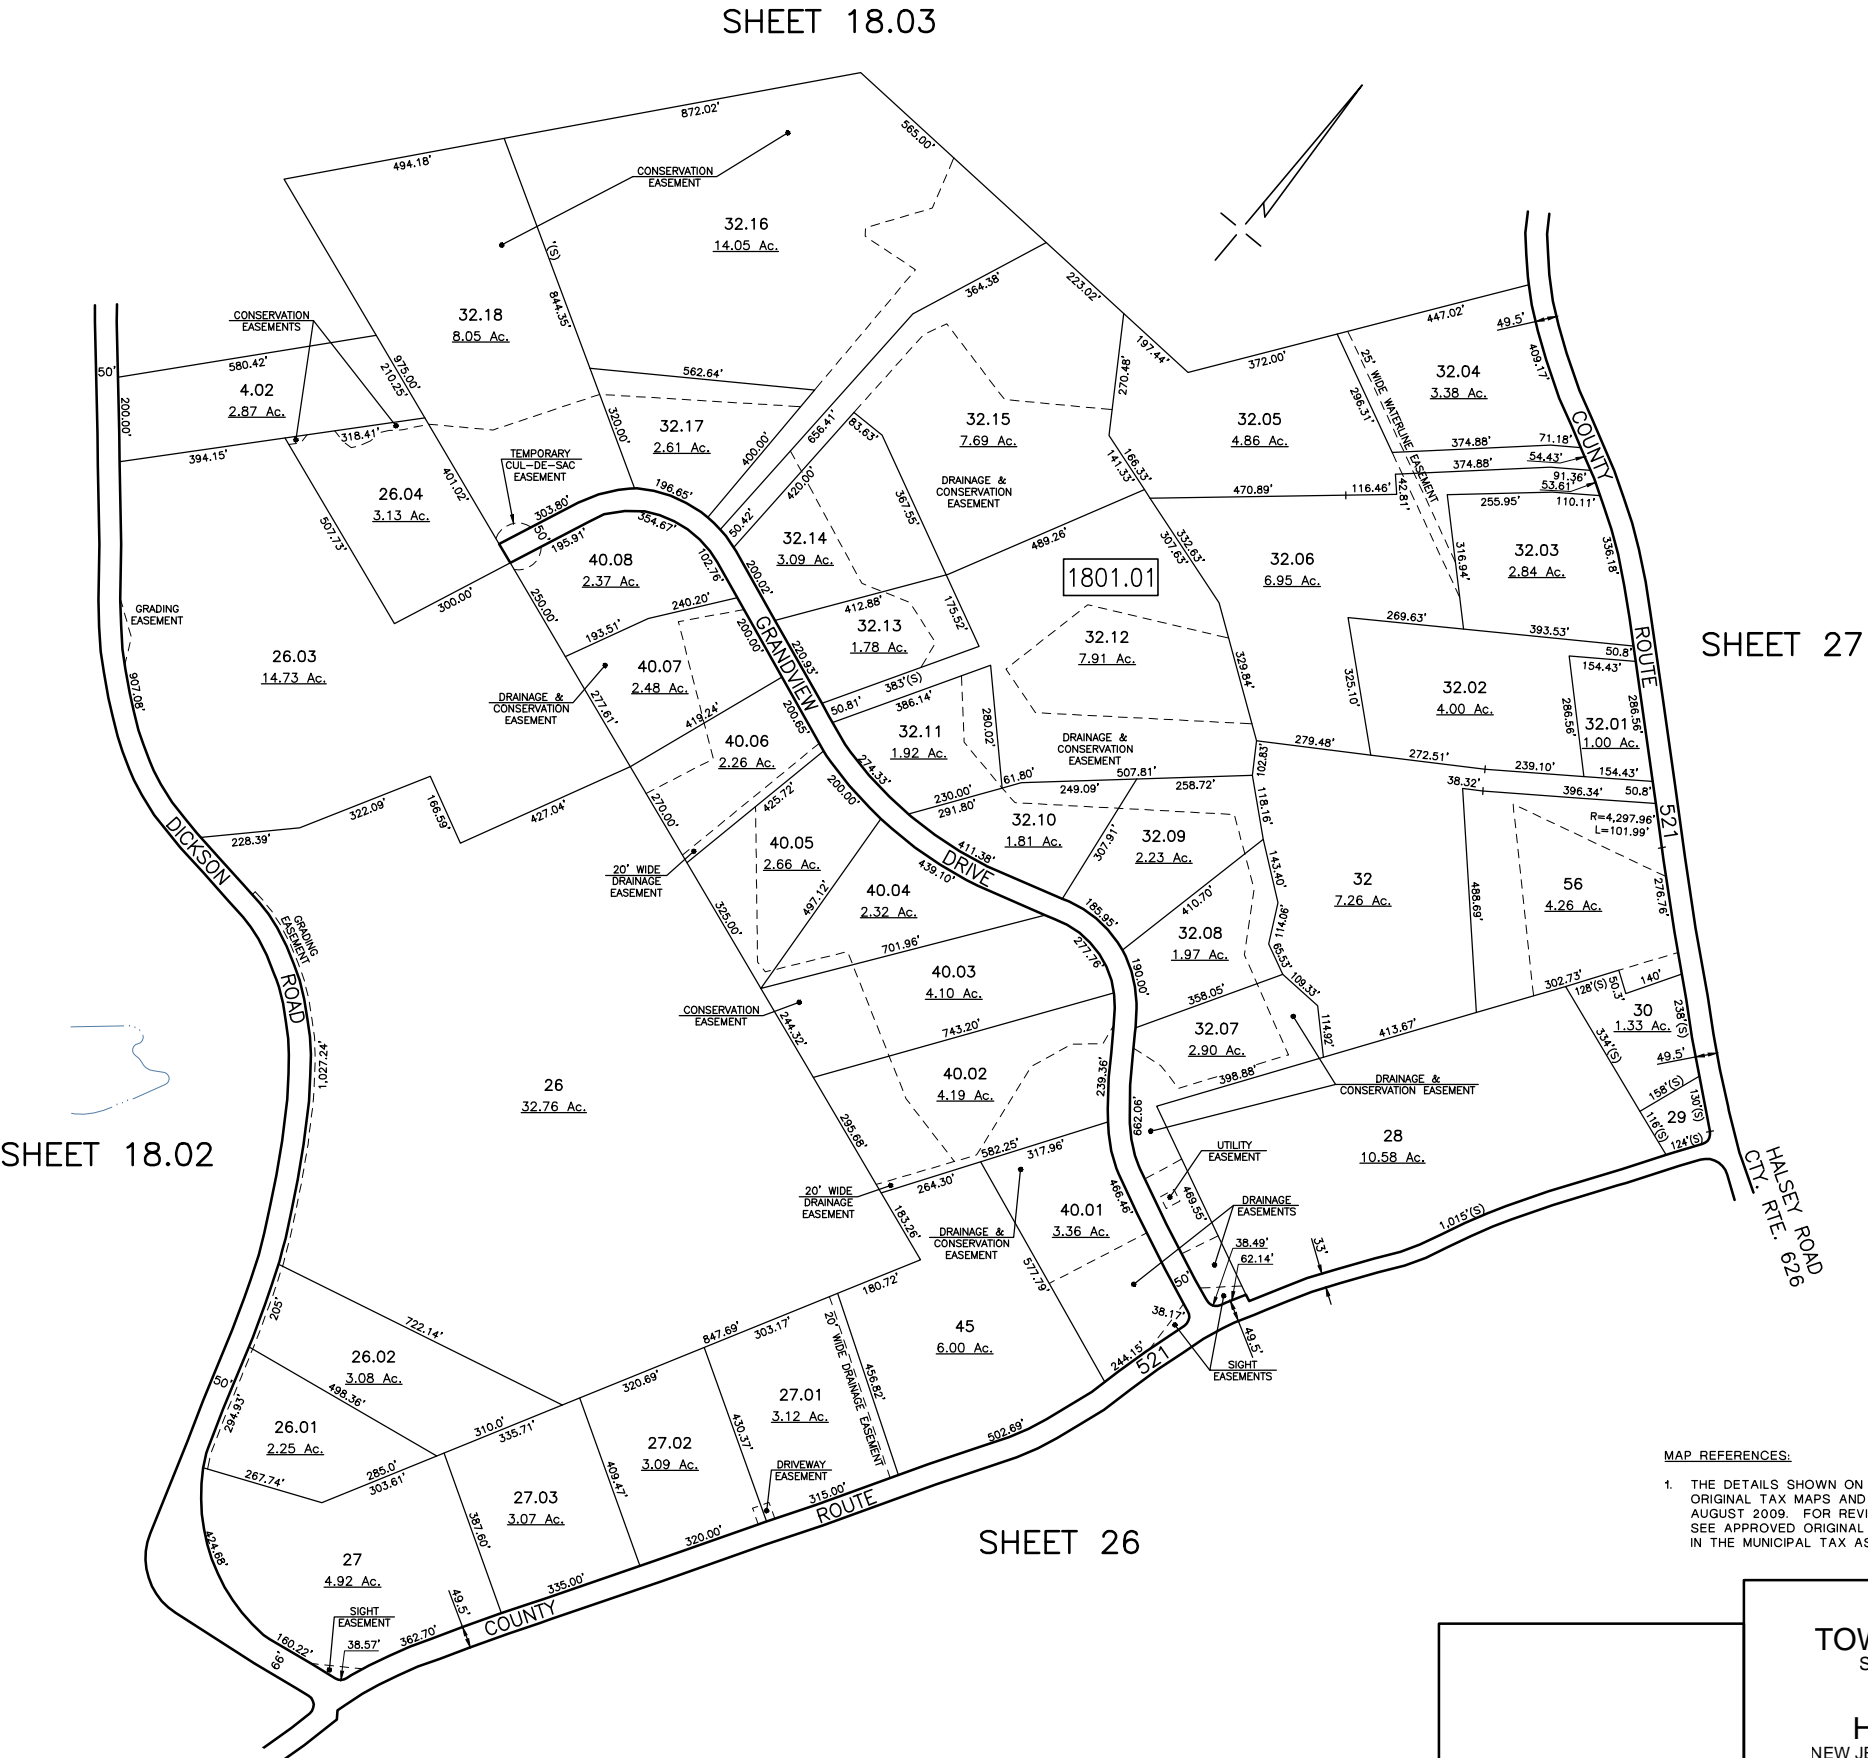 SHEET 18.03
872.02'
494.18'
565.00'
CONSERVATION
EASEMENT
32.16
14.05 Ac.
'(S)
844.35'
364.38'
223.02'
447.02'
49.5'
CONSERVATION
EASEMENTS
32.18
8.05 Ac.
975.00'
210.25'
197.44'
270.48'
372.00'
409.17'
580.42'
50'
4.02
2.87 Ac.
200.00'
318.41'
394.15'
562.64'
320.00'
32.17
2.61 Ac.
656.41'
400.00'
83.63'
420.00'
32.15
7.69 Ac.
32.05
4.86 Ac.
296.31'
25' WIDE WATERLINE EASEMENT
32.04
3.38 Ac.
COUNTY
374.88'
71.18'
54.43'
374.88'
91.36'
53.61'
TEMPORARY
CUL-DE-SAC
EASEMENT
401.02'
26.04
3.13 Ac.
303.80'
196.65'
50'
195.91'
354.67'
50.42'
367.55'
DRAINAGE &
CONSERVATION
EASEMENT
166.33'
141.33'
470.89'
116.46'
42.81'
255.95'
110.11'
507.73'
300.00'
40.08
2.37 Ac.
102.76'
200.02'
32.14
3.09 Ac.
489.26'
332.63'
307.63'
1801.01
32.06
6.95 Ac.
316.94'
32.03
2.84 Ac.
336.18'
GRADING
EASEMENT
250.00'
240.20'
193.51'
412.88'
175.52'
32.13
1.78 Ac.
GRANDVIEW
200.00'
220.93'
269.63'
393.53'
ROUTE
50.8'
154.43'
SHEET 27
26.03
14.73 Ac.
907.08'
40.07
2.48 Ac.
DRAINAGE &
CONSERVATION
EASEMENT
277.61'
419.24'
200.65'
383'(S)
50.81'
386.14'
32.12
7.91 Ac.
329.84'
325.10'
32.02
4.00 Ac.
286.56'
286.56'
32.01
1.00 Ac.
40.06
2.26 Ac.
32.11
1.92 Ac.
280.02'
DRAINAGE &
CONSERVATION
EASEMENT
279.48'
272.51'
239.10'
154.43'
50.8'
274.33'
200.00'
61.80'
507.81'
102.83'
249.09'
258.72'
230.00'
291.80'
38.32'
396.34'
118.16'
425.72'
270.00'
322.09'
166.59'
427.04'
228.39'
DICKSON
40.05
2.66 Ac.
32.10
1.81 Ac.
307.91'
32.09
2.23 Ac.
R=4,297.96'
L=101.99'
521
20' WIDE
DRAINAGE
EASEMENT
DRIVE
411.38'
439.10'
143.40'
40.04
2.32 Ac.
497.12'
325.00'
410.70'
185.95'
277.76'
32
7.26 Ac.
488.69'
56
4.26 Ac.
276.76'
GRADING
EASEMENT
ROAD
701.96'
32.08
1.97 Ac.
114.06'
65.53'
40.03
4.10 Ac.
190.00'
109.33'
302.73'
128'(S)
50.3'
140'
CONSERVATION
EASEMENT
244.32'
358.05'
743.20'
32.07
2.90 Ac.
114.92'
413.67'
30
1.33 Ac.
238'(S)
334'(S)
49.5'
1,027.24'
26
32.76 Ac.
40.02
4.19 Ac.
239.36'
398.88'
DRAINAGE &
CONSERVATION EASEMENT
158'(S)
130'(S)
29
116'(S)
124'(S)
SHEET 18.02
295.68'
662.06'
582.25'
317.96'
28
10.58 Ac.
UTILITY
EASEMENT
HALSEY ROAD
CTY. RTE. 626
264.30'
20' WIDE
DRAINAGE
EASEMENT
466.46'
469.55'
183.26'
DRAINAGE &
CONSERVATION
EASEMENT
40.01
3.36 Ac.
DRAINAGE
EASEMENTS
1,015'(S)
38.49'
62.14'
33'
577.79'
50'
180.72'
205'
722.14'
38.17'
49.5'
847.69'
303.17'
20' WIDE DRAINAGE EASEMENT
45
6.00 Ac.
244.15'
521
SIGHT
EASEMENTS
26.02
3.08 Ac.
50'
498.36'
320.69'
456.82'
294.93'
26.01
2.25 Ac.
310.0'
335.71'
430.37'
27.01
3.12 Ac.
502.69'
27.02
3.09 Ac.
267.74'
285.0'
303.61'
409.47'
DRIVEWAY
EASEMENT
315.00'
ROUTE
27.03
3.07 Ac.
387.60'
320.00'
SHEET 26
424.68'
27
4.92 Ac.
335.00'
COUNTY
49.5'
SIGHT
EASEMENT
362.70'
160.22'
38.57'
66'
MAP REFERENCES:
1. THE DETAILS SHOWN ON
ORIGINAL TAX MAPS AND
AUGUST 2009. FOR REVI
SEE APPROVED ORIGINAL
IN THE MUNICIPAL TAX AS
TOW
S
H
NEW JE